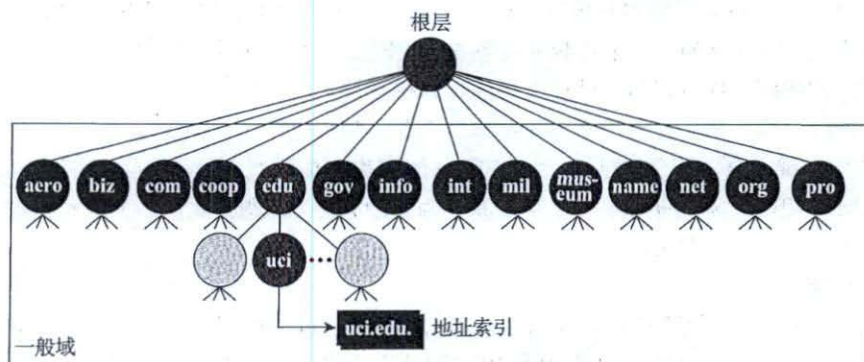 根层
aero biz com coop edu gov info int mil mus-
eum name net org pro
uci ···
uci.edu. 地址索引
一般域